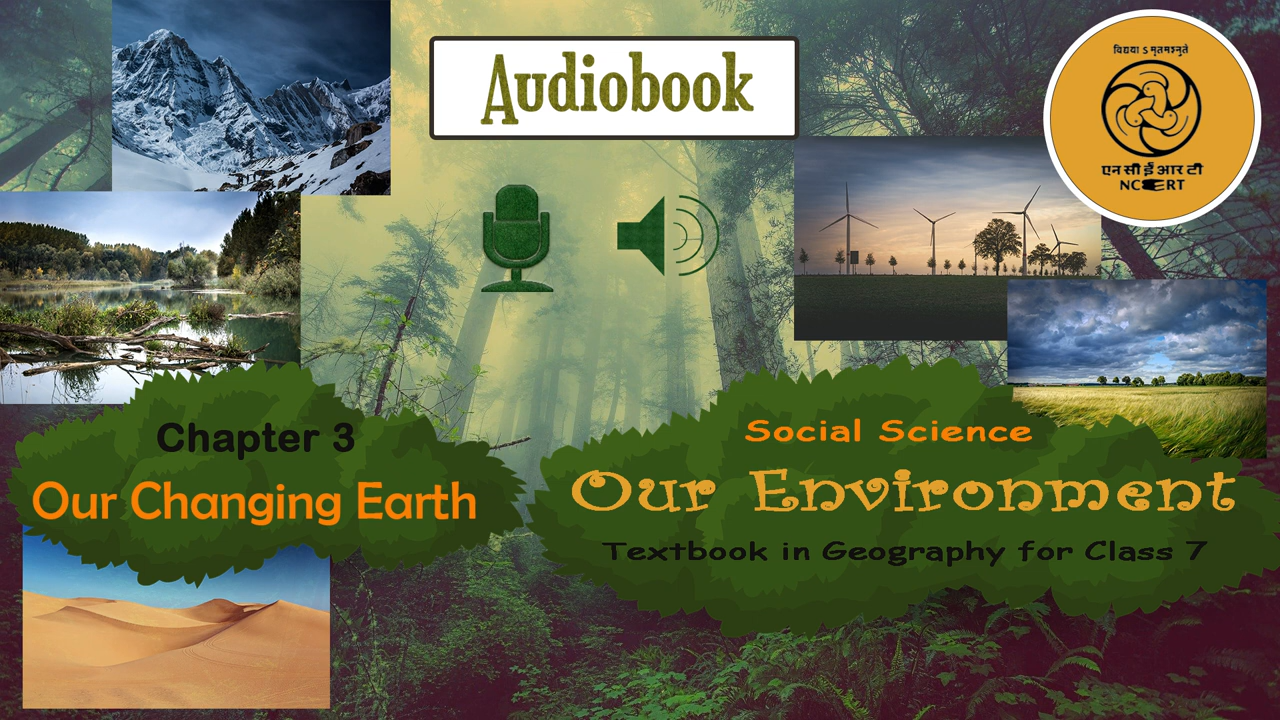 Audiobook
विद्यया ऽ मृतमश्नुते
एन सी ई आर टी
NCERT
Chapter 3
Our Changing Earth
Social Science
Our Environment
Textbook in Geography for Class 7